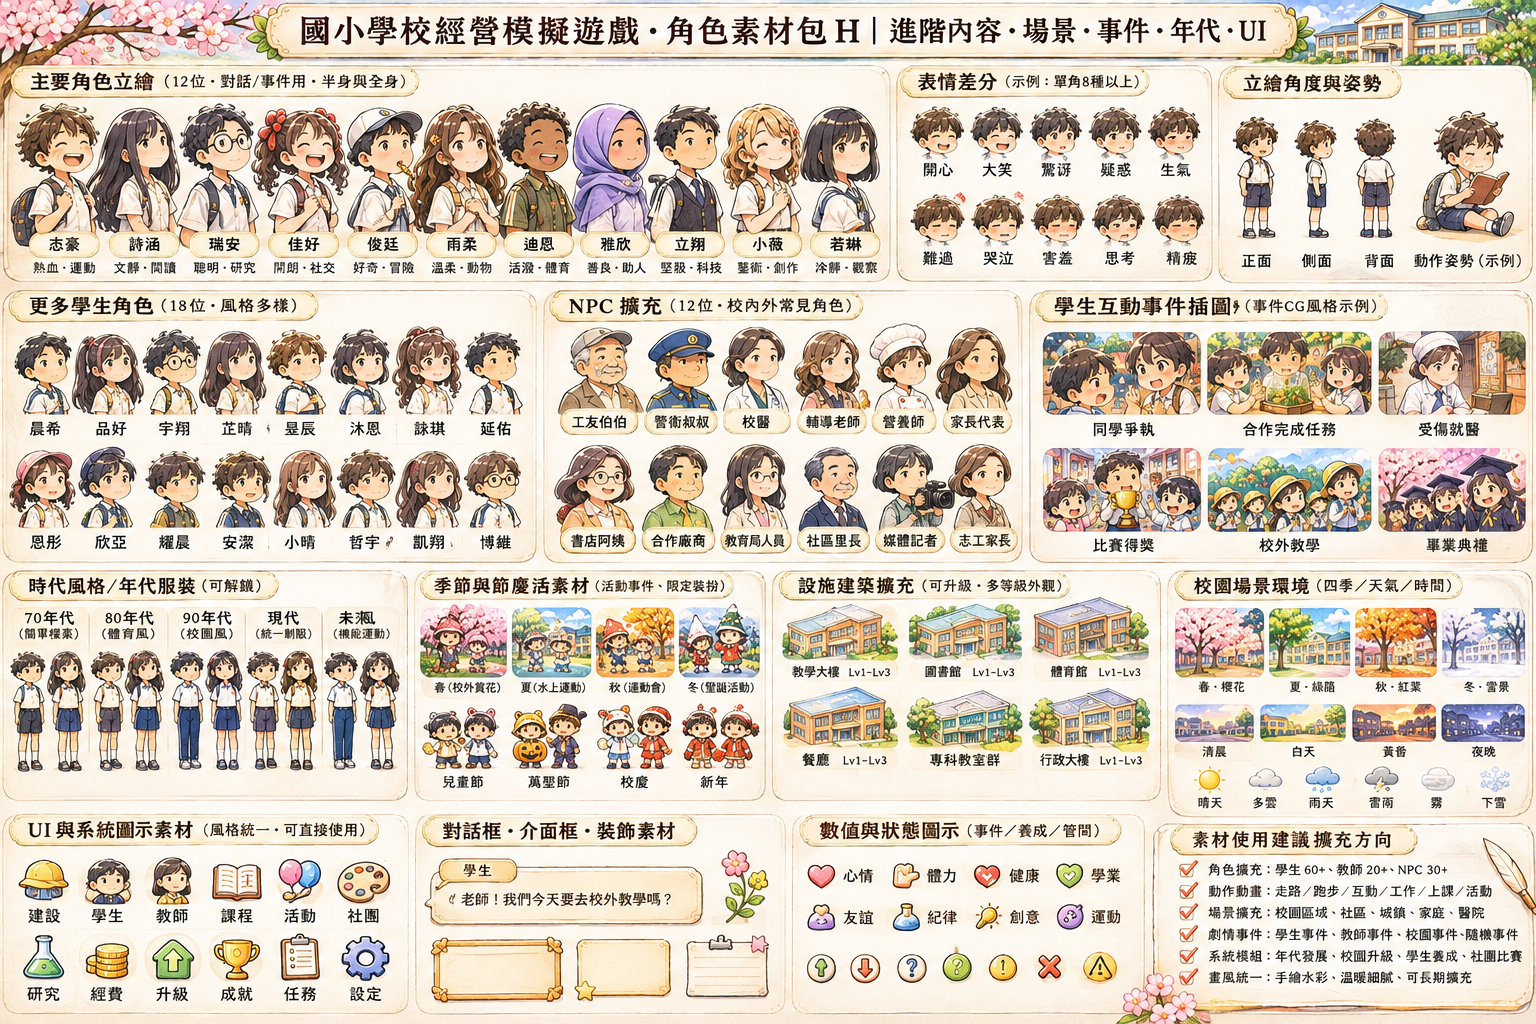 國小學校經營模擬遊戲·角色素材包 H｜進階內容·場景·事件·年代·UI
主要角色立繪（12位·對話/事件用·半身與全身）
志豪 詩涵 瑞安 佳好 俊廷 雨柔 迪恩 雅欣 立翔 小薇 若琳
熱血·運動 文靜·閱讀 聰明·研究 開朗·社交 好奇·冒險 溫柔·動物 活潑·體育 善良·助人 堅毅·科技 藝術·創作 冷靜·觀察
表情差分（示例：單角8種以上）
開心 大笑 驚訝 疑惑 生氣
難過 哭泣 害羞 思考 精疲
立繪角度與姿勢
正面 側面 背面 動作姿勢（示例）
更多學生角色（18位·風格多樣）
晨希 品好 宇翔 芷晴 昱辰 沐恩 詠琪 延佑
恩彤 欣亞 耀晨 安潔 小晴 哲宇 凱翔 博維
NPC 擴充（12位·校內外常見角色）
工友伯伯 警衛叔叔 校醫 輔導老師 營養師 家長代表
書店阿姨 合作廠商 教育局人員 社區里長 媒體記者 志工家長
學生互動事件插圖（事件CG風格示例）
同學爭執 合作完成任務 受傷就醫
比賽得獎 校外教學 畢業典禮
時代風格/年代服裝（可解鎖）
70年代 80年代 90年代 現代 未來風
（體育風） （校園風） （統一制服） （機能運動）
季節與節慶活素材（活動事件、限定裝扮）
春（校外賞花） 夏（水上運動） 秋（運動會） 冬（聖誕活動）
兒童節 萬聖節 校慶 新年
設施建築擴充（可升級·多等級外觀）
教學大樓 Lv1-Lv3 圖書館 Lv1-Lv3 體育館 Lv1-Lv3
餐廳 Lv1-Lv3 專科教室群 行政大樓 Lv1-Lv3
校園場景環境（四季／天氣／時間）
春·櫻花 夏·綠蔭 秋·紅葉 冬·雪景
清晨 白天 黃昏 夜晚
晴天 多雲 雨天 雷雨 霧 下雪
UI 與系統圖示素材（風格統一·可直接使用）
建設 學生 教師 課程 活動 社團
研究 經費 升級 成就 任務 設定
對話框·介面框·裝飾素材
學生
老師！我們今天要去校外教學嗎？
數值與狀態圖示（事件／養成／管問）
心情 體力 健康 學業
友誼 紀律 創意 運動
素材使用建議擴充方向
角色擴充：學生 60+、教師 20+、NPC 30+
動作動畫：走路／跑步／互動／工作／上課／活動
場景擴充：校園區域、社區、城鎮、家庭、醫院
劇情事件：學生事件、教師事件、校園事件、隨機事件
系統模組：年代發展、校園升級、學生養成、社團比賽
畫風統一：手繪水彩、溫暖細膩、可長期擴充